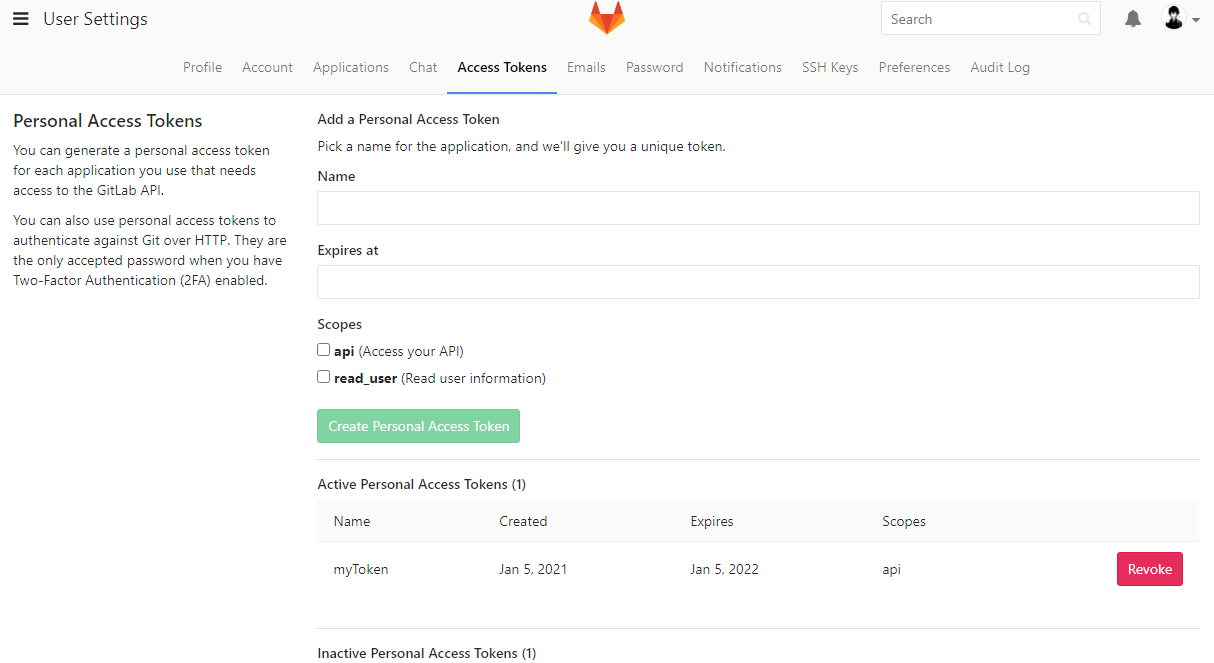 User Settings
Search
Profile Account Applications Chat Access Tokens Emails Password Notifications SSH Keys Preferences Audit Log
Personal Access Tokens
You can generate a personal access token
for each application you use that needs
access to the GitLab API.
You can also use personal access tokens to
authenticate against Git over HTTP. They are
the only accepted password when you have
Two-Factor Authentication (2FA) enabled.
Add a Personal Access Token
Pick a name for the application, and we'll give you a unique token.
Name
Expires at
Scopes
api (Access your API)
read_user (Read user information)
Create Personal Access Token
Active Personal Access Tokens (1)
Name Created Expires Scopes
myToken Jan 5, 2021 Jan 5, 2022 api Revoke
Inactive Personal Access Tokens (1)